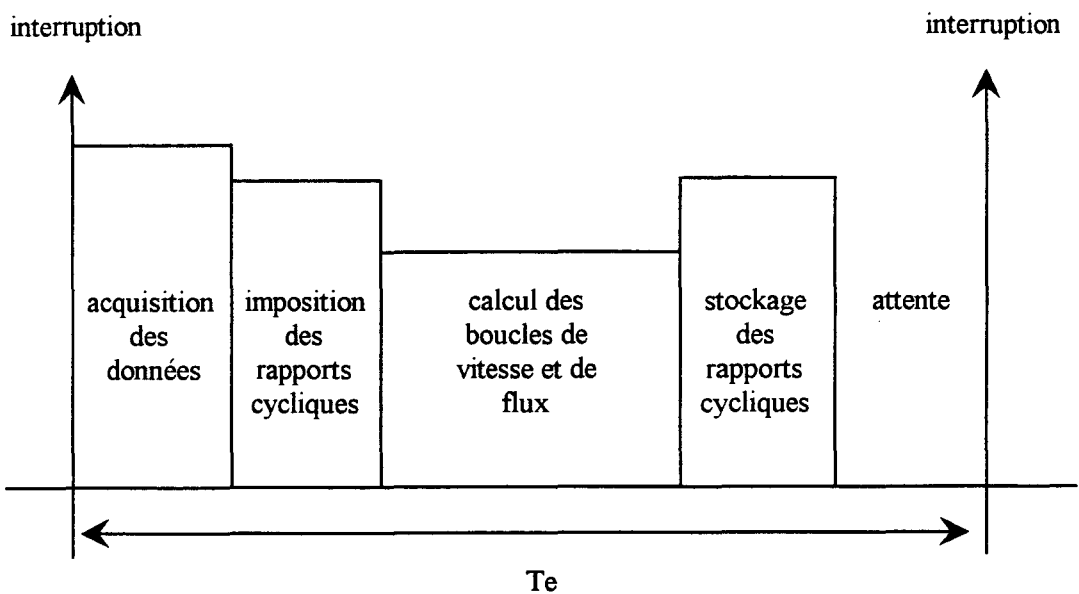 interruption
interruption
acquisition
des
données
imposition
des
rapports
cycliques
calcul des
boucles de
vitesse et de
flux
stockage
des
rapports
cycliques
attente
Te